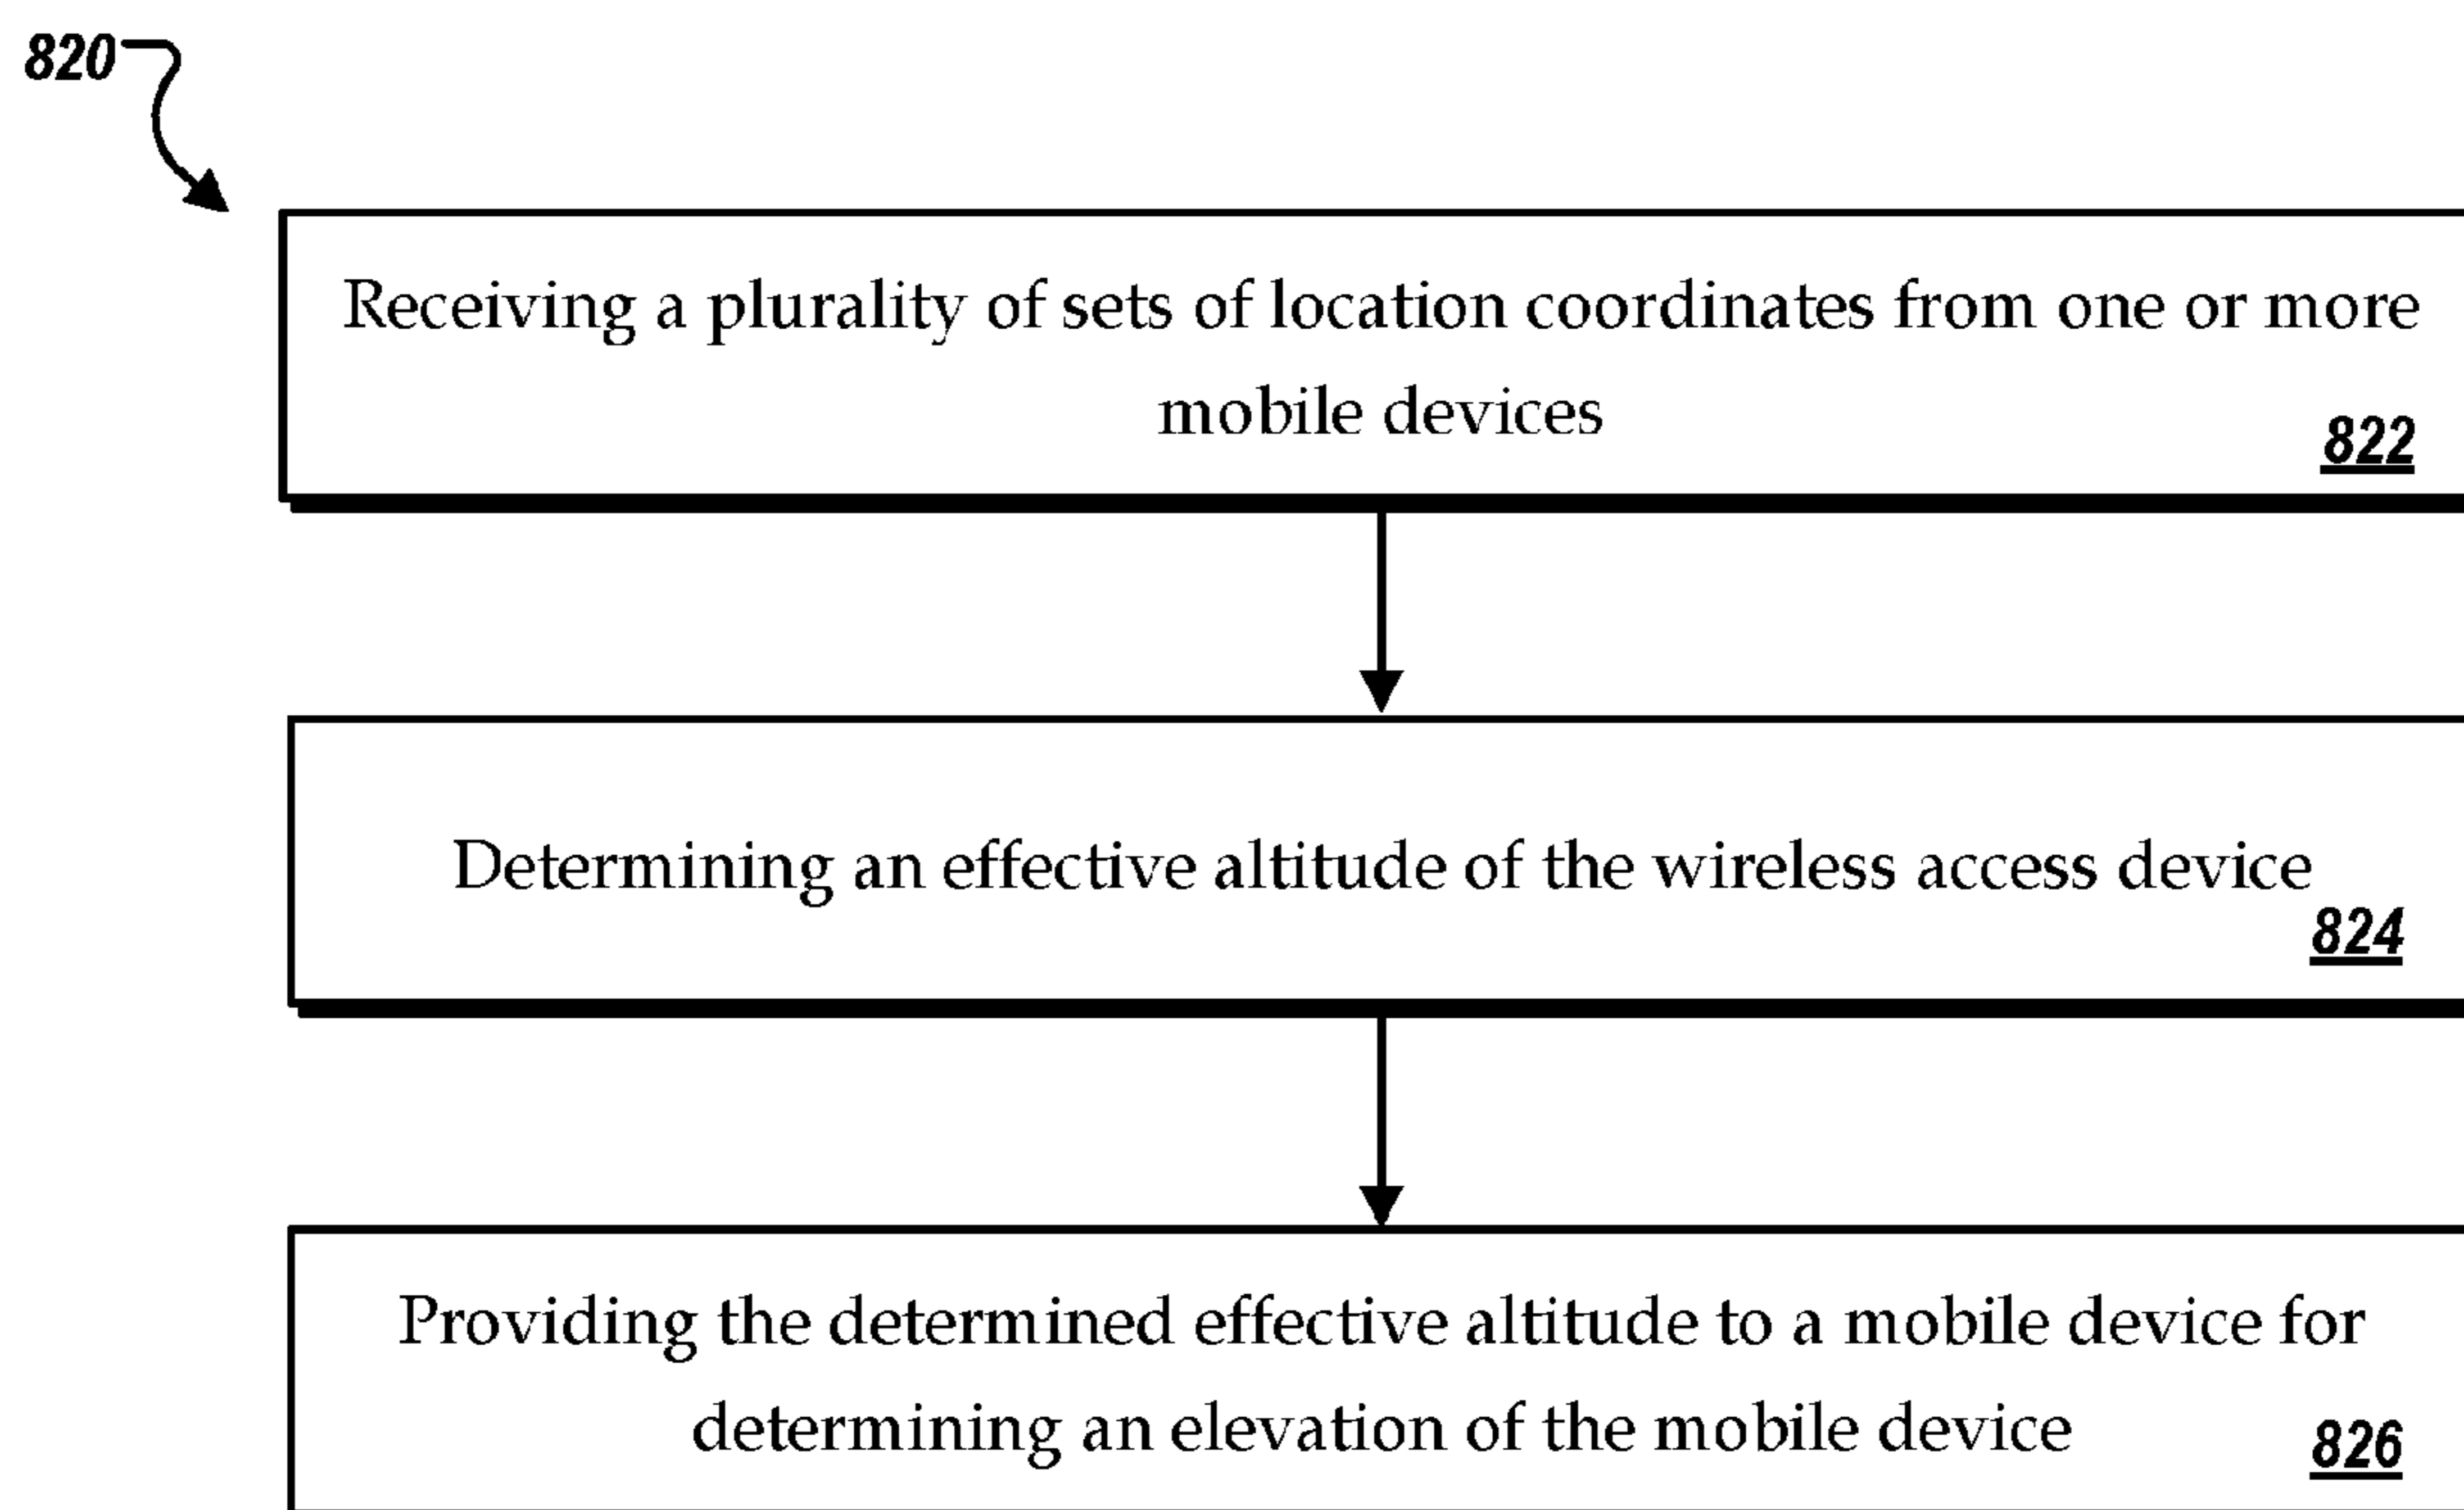 820
Receiving a plurality of sets of location coordinates from one or more
mobile devices
822
Determining an effective altitude of the wireless access device
824
Providing the determined effective altitude to a mobile device for
determining an elevation of the mobile device
826